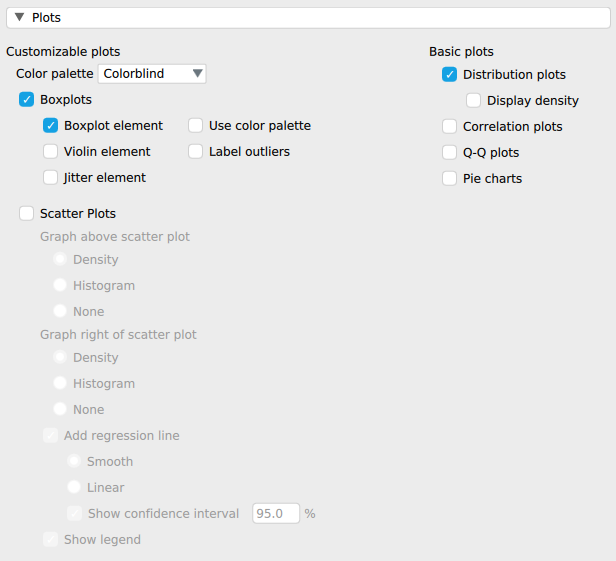 Plots
Customizable plots
Color palette Colorblind
Boxplots
Boxplot element Use color palette
Violin element Label outliers
Jitter element
Scatter Plots
Graph above scatter plot
Density
Histogram
None
Graph right of scatter plot
Density
Histogram
None
Add regression line
Smooth
Linear
Show confidence interval 95.0 %
Show legend
Basic plots
Distribution plots
Display density
Correlation plots
Q-Q plots
Pie charts